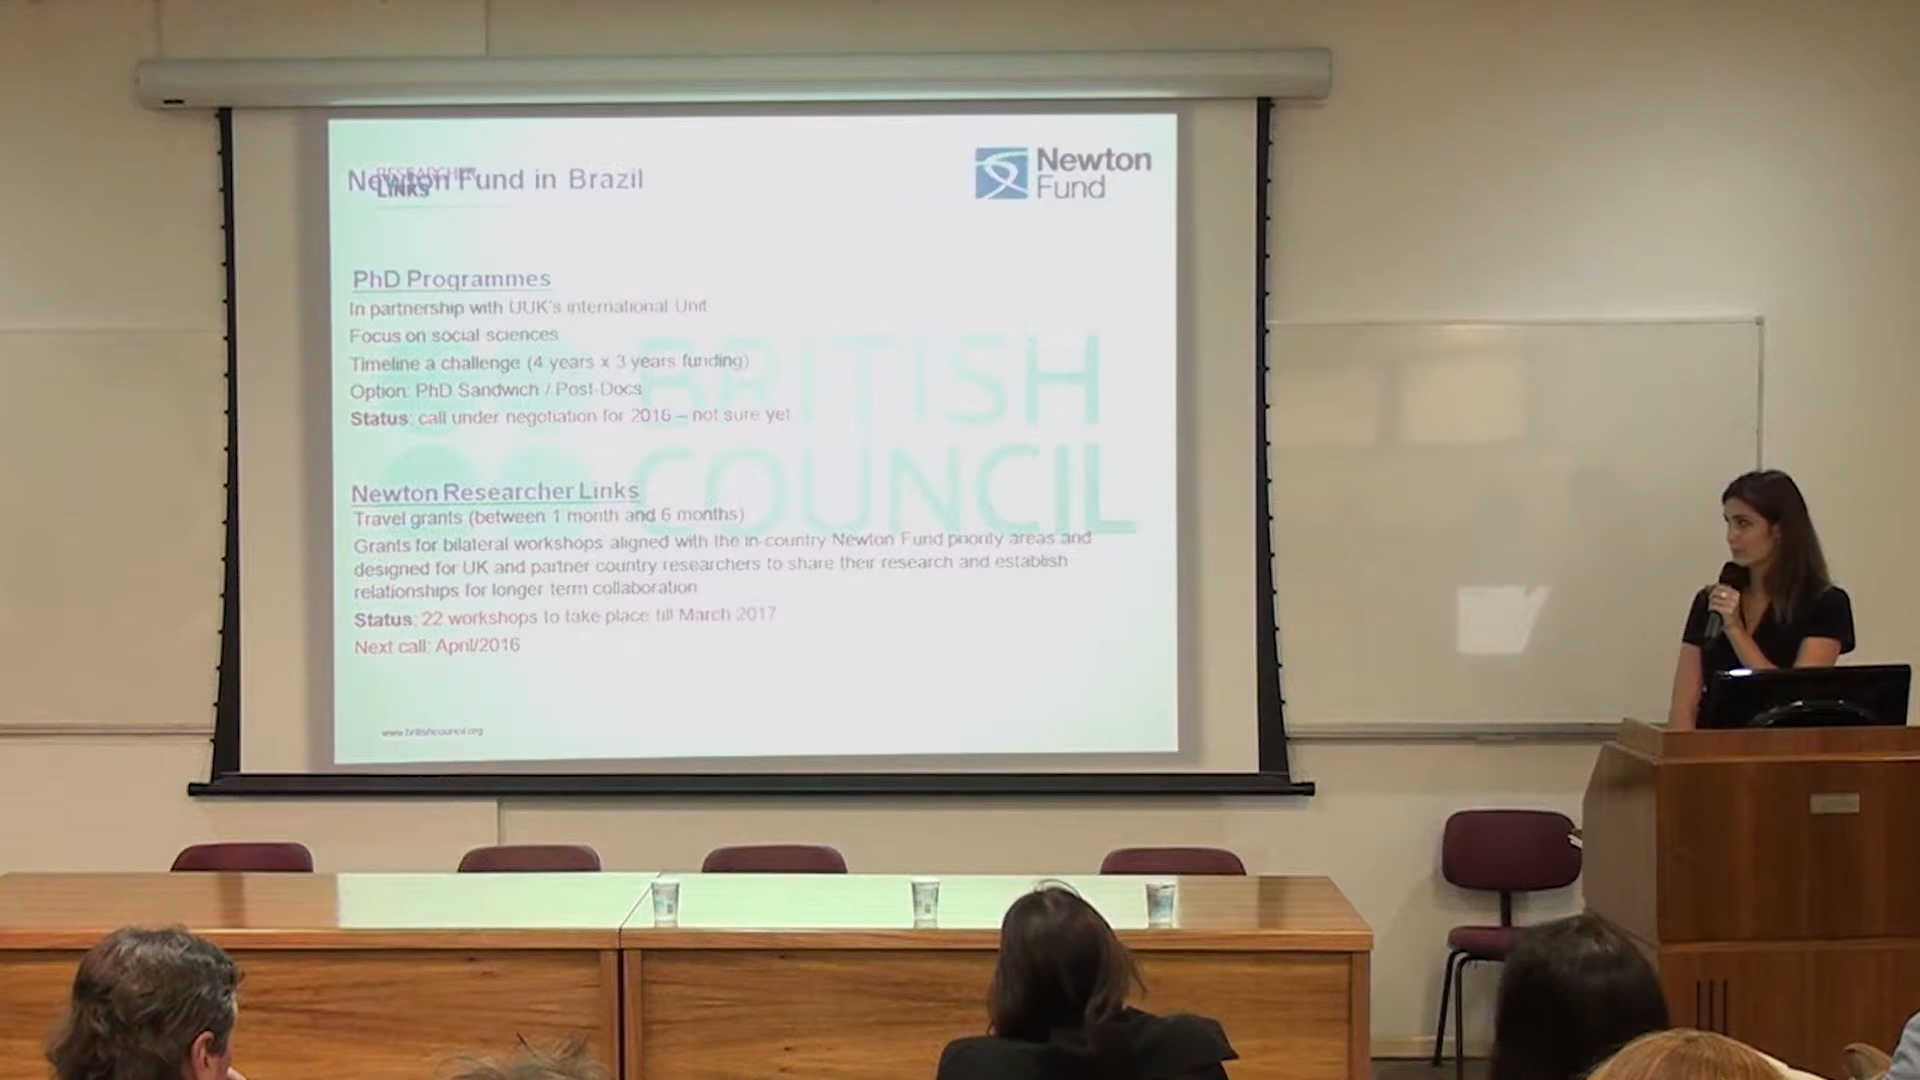 RESEARCHER
LINKS
Newton Fund in Brazil
Newton
Fund
PhD Programmes
In partnership with UUK's international Unit
Focus on social sciences
Timeline a challenge (4 years x 3 years funding)
Option: PhD Sandwich / Post-Docs
Status: call under negotiation for 2016 – not sure yet
BRITISH
COUNCIL
Newton Researcher Links
Travel grants (between 1 month and 6 months)
Grants for bilateral workshops aligned with the in-country Newton Fund priority areas and
designed for UK and partner country researchers to share their research and establish
relationships for longer term collaboration
Status: 22 workshops to take place till March 2017
Next call: April/2016
www.britishcouncil.org